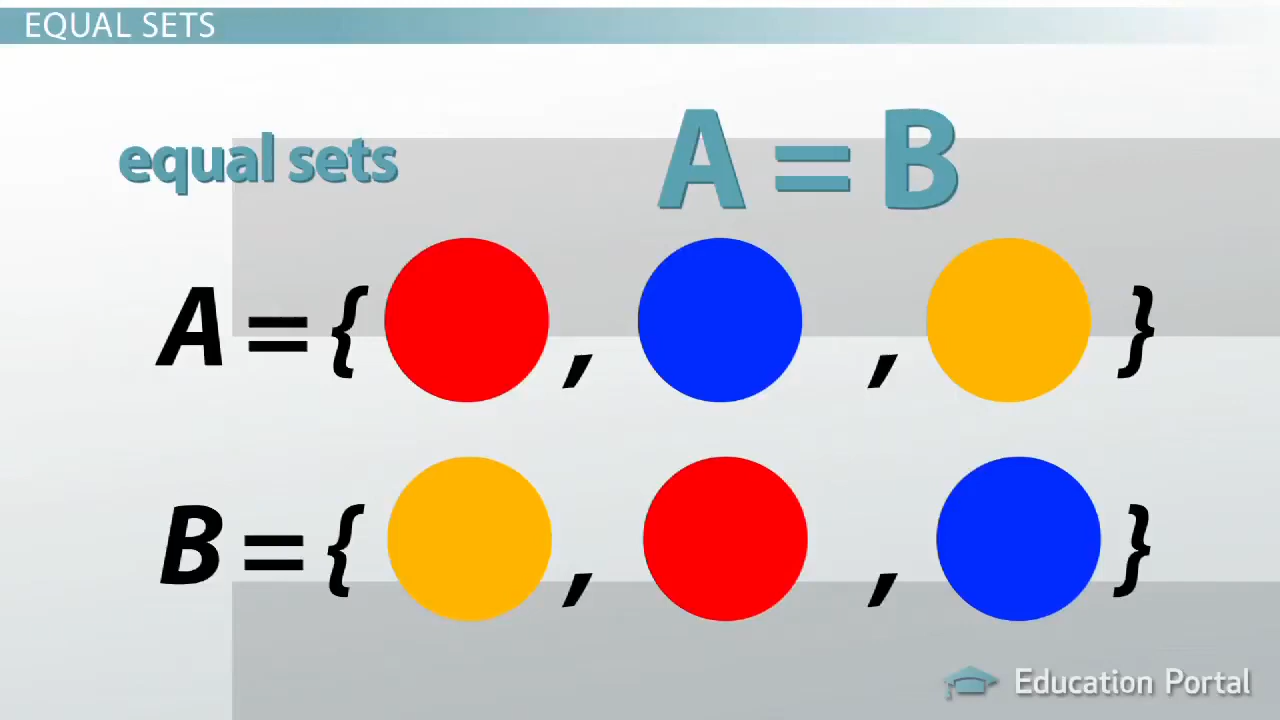 EQUAL SETS
equal sets A = B
A = { , , }
B = { , , }
Education Portal